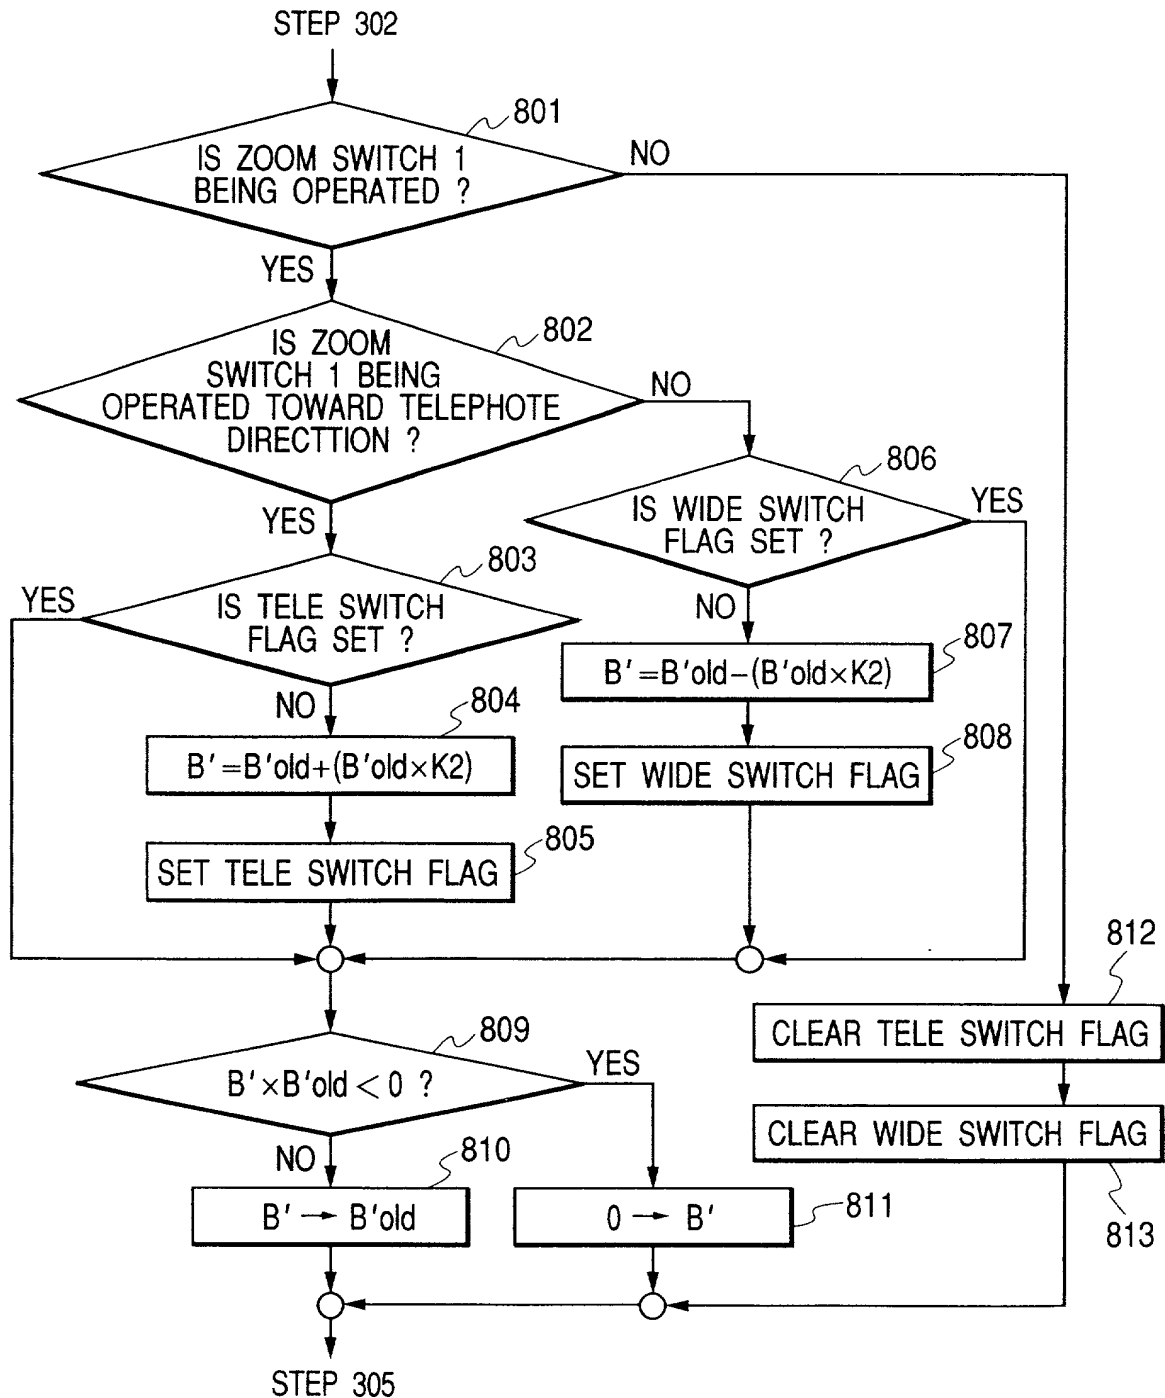 STEP 302
801
IS ZOOM SWITCH 1
BEING OPERATED ?
NO
YES
802
IS ZOOM
SWITCH 1 BEING
OPERATED TOWARD TELEPHOTE
DIRECTTION ?
NO
YES
806
IS WIDE SWITCH
FLAG SET ?
YES
NO
803
IS TELE SWITCH
FLAG SET ?
YES
NO
807
B'=B'old−(B'old×K2)
804
B'=B'old+(B'old×K2)
808
SET WIDE SWITCH FLAG
805
SET TELE SWITCH FLAG
812
CLEAR TELE SWITCH FLAG
809
B'×B'old<0 ?
YES
NO
CLEAR WIDE SWITCH FLAG
813
810
B' → B'old
0 → B'
811
STEP 305